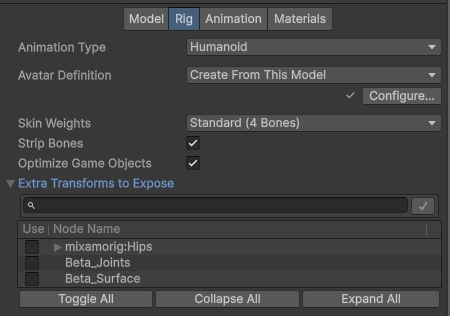 Model Rig Animation Materials
Animation Type Humanoid
Avatar Definition Create From This Model
Configure...
Skin Weights Standard (4 Bones)
Strip Bones
Optimize Game Objects
Extra Transforms to Expose
Use Node Name
mixamorig:Hips
Beta_Joints
Beta_Surface
Toggle All Collapse All Expand All